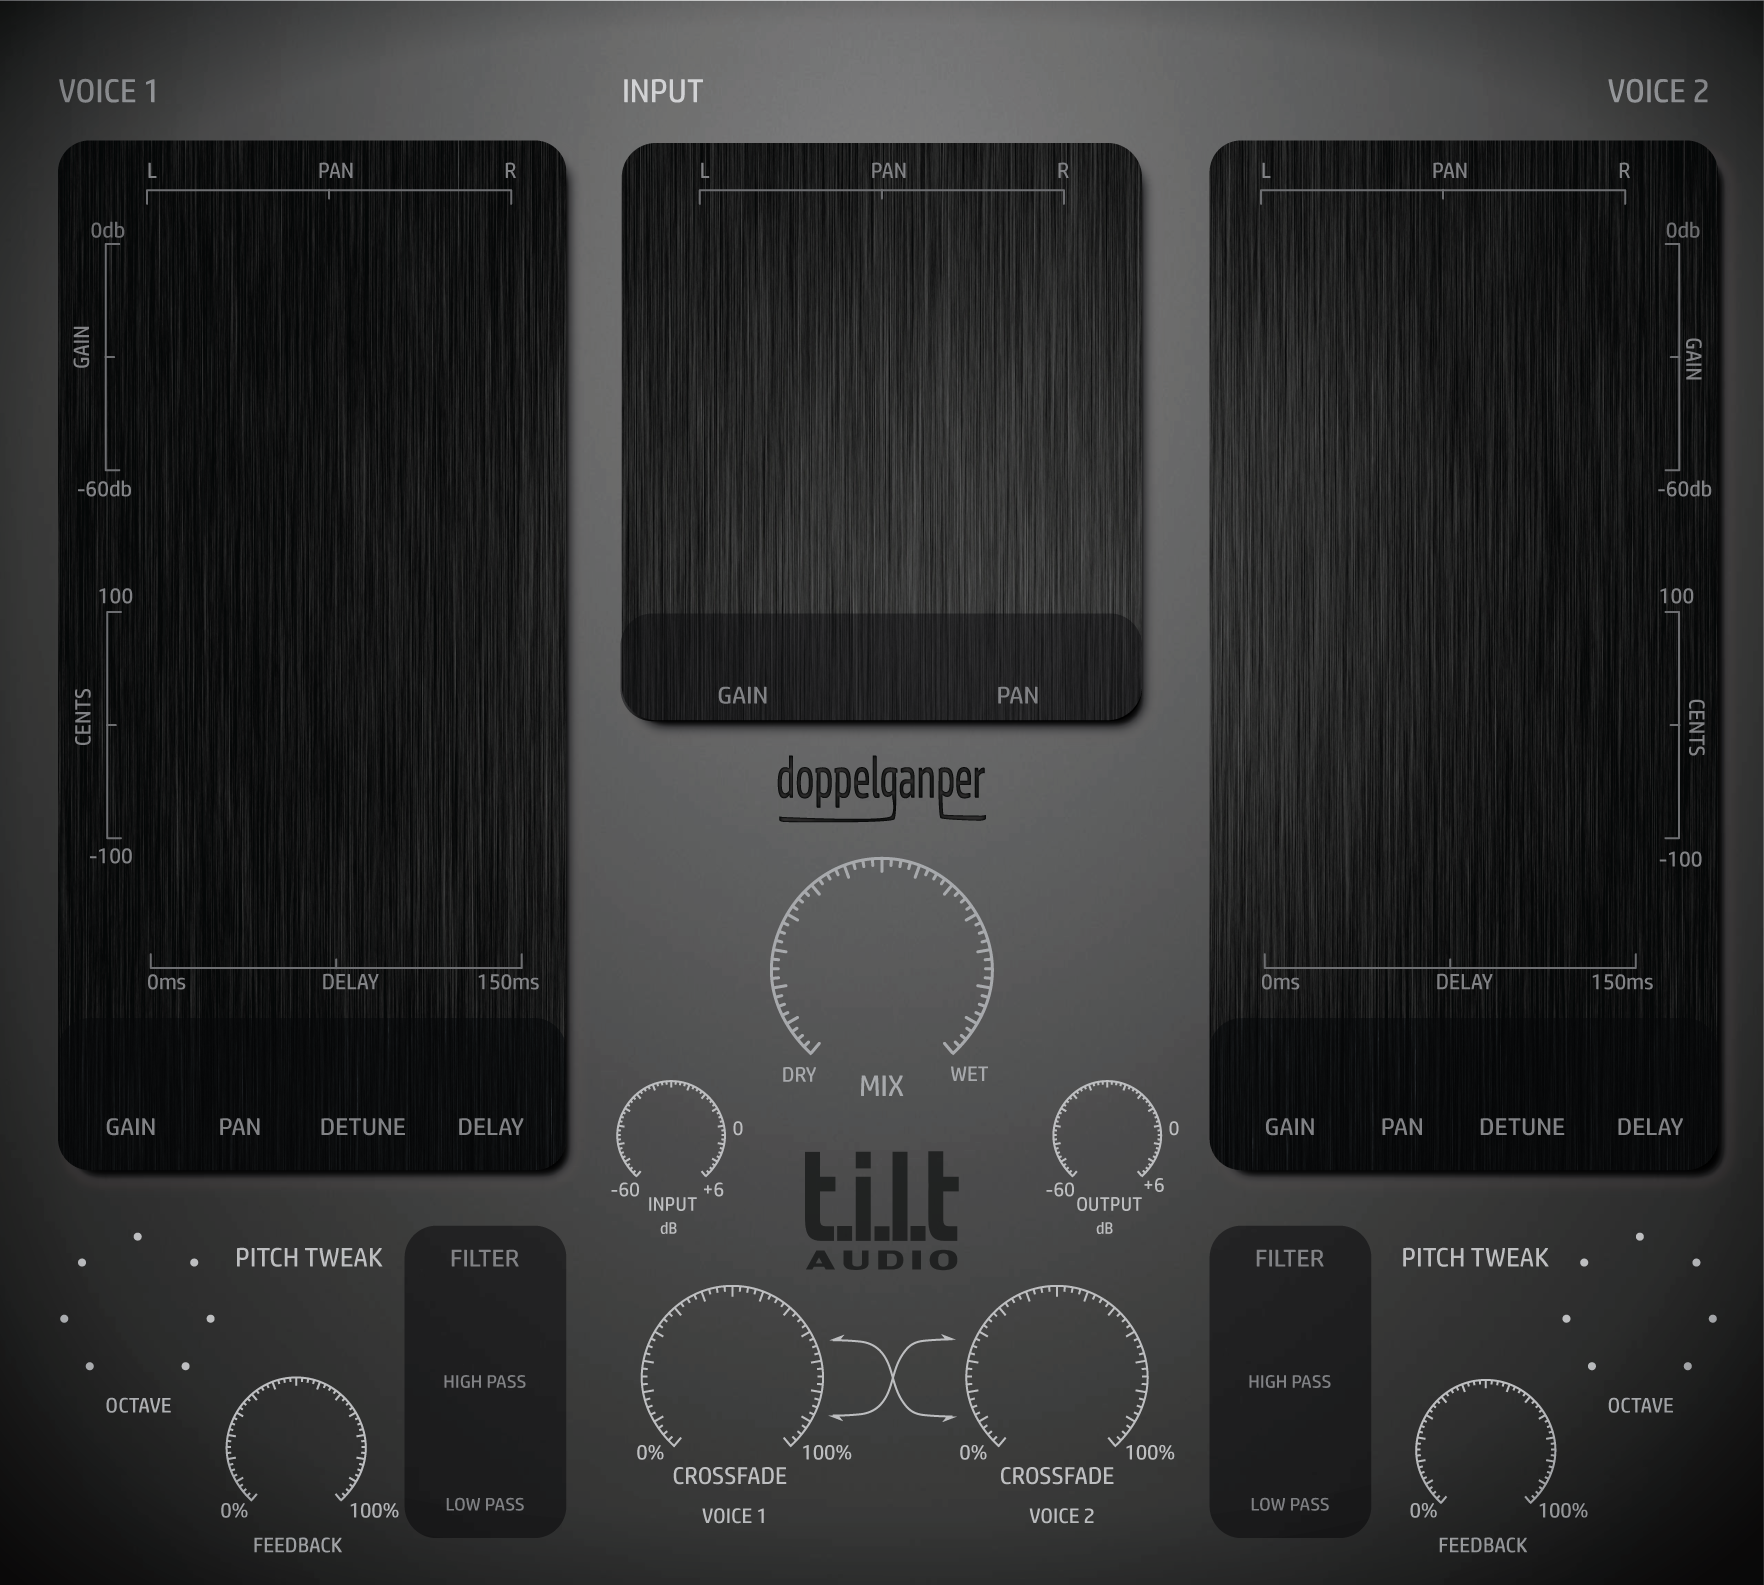 VOICE 1
INPUT
VOICE 2
L PAN R
0db
GAIN
-60db
100
CENTS
-100
0ms DELAY 150ms
GAIN PAN DETUNE DELAY
L PAN R
GAIN PAN
L PAN R
0db
GAIN
-60db
100
CENTS
-100
0ms DELAY 150ms
GAIN PAN DETUNE DELAY
doppelganper
DRY MIX WET
0
-60 +6
INPUT
dB
0
-60 +6
OUTPUT
dB
t.i.l.t
AUDIO
PITCH TWEAK
OCTAVE
0% 100%
FEEDBACK
FILTER
HIGH PASS
LOW PASS
0% 100%
CROSSFADE
VOICE 1
0% 100%
CROSSFADE
VOICE 2
FILTER
HIGH PASS
LOW PASS
PITCH TWEAK
OCTAVE
0% 100%
FEEDBACK